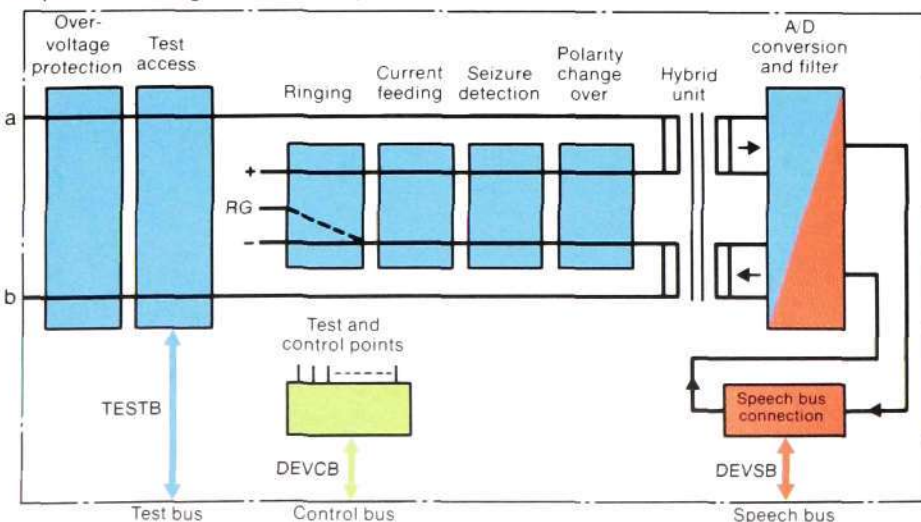 Over-
voltage
protection
Test
access
Ringing
Current
feeding
Seizure
detection
Polarity
change
over
Hybrid
unit
A/D
conversion
and filter
a
+
RG
-
b
Test and
control points
TESTB
DEVCB
Speech bus
connection
DEVSB
Test bus
Control bus
Speech bus